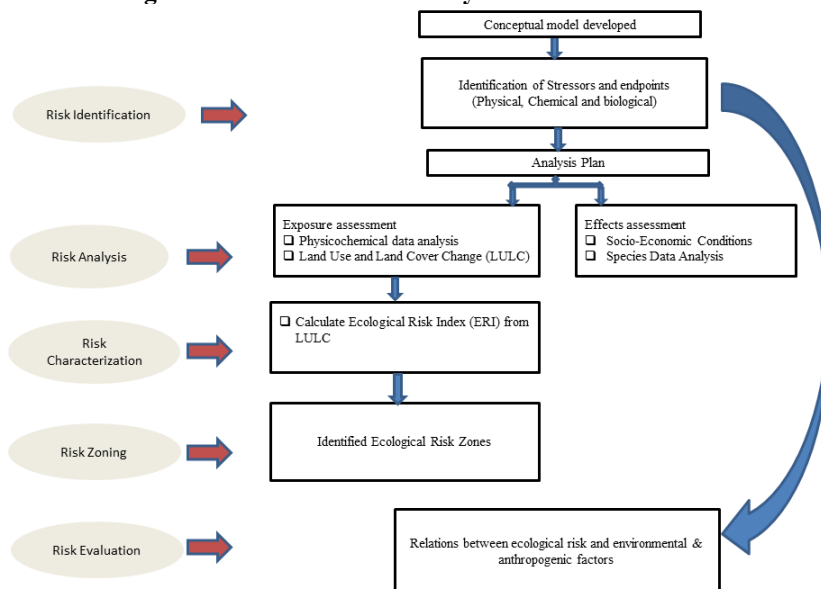 Conceptual model developed
Identification of Stressors and endpoints
(Physical, Chemical and biological)
Risk Identification
Analysis Plan
Exposure assessment
Physicochemical data analysis
Land Use and Land Cover Change (LULC)
Effects assessment
Socio-Economic Conditions
Species Data Analysis
Risk Analysis
Calculate Ecological Risk Index (ERI) from
LULC
Risk
Characterization
Identified Ecological Risk Zones
Risk Zoning
Relations between ecological risk and environmental &
anthropogenic factors
Risk Evaluation